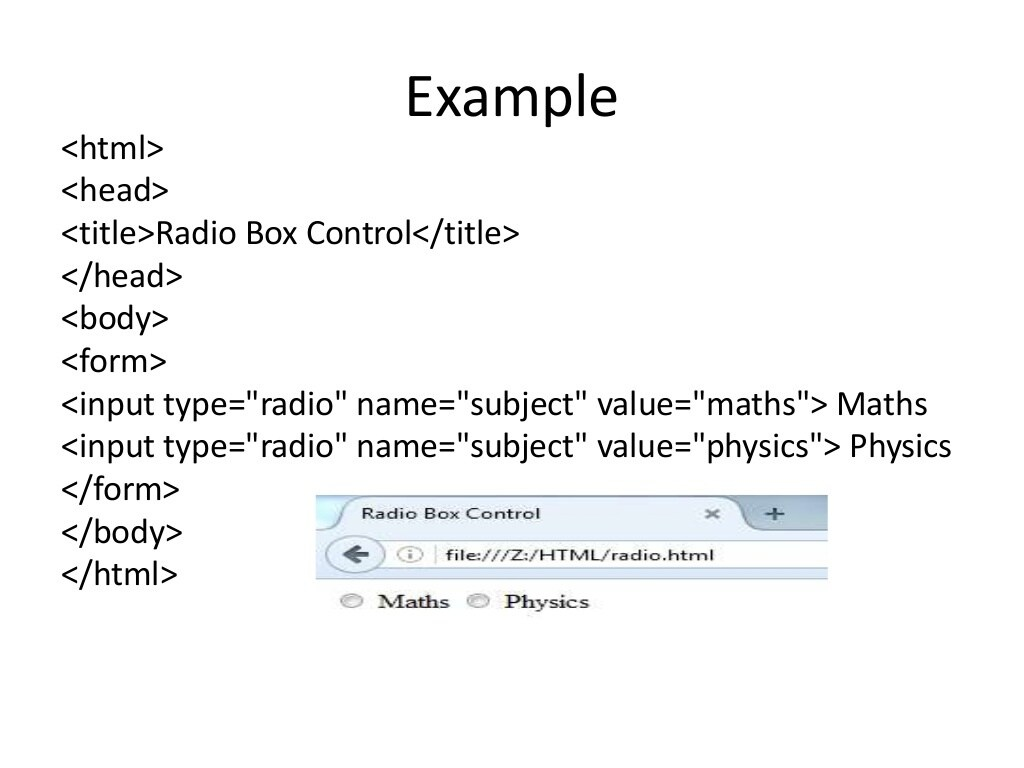 Example
<html>
<head>
<title>Radio Box Control</title>
</head>
<body>
<form>
<input type="radio" name="subject" value="maths"> Maths
<input type="radio" name="subject" value="physics"> Physics
</form>
</body>
</html>
Radio Box Control
file:///Z:/HTML/radio.html
Maths Physics